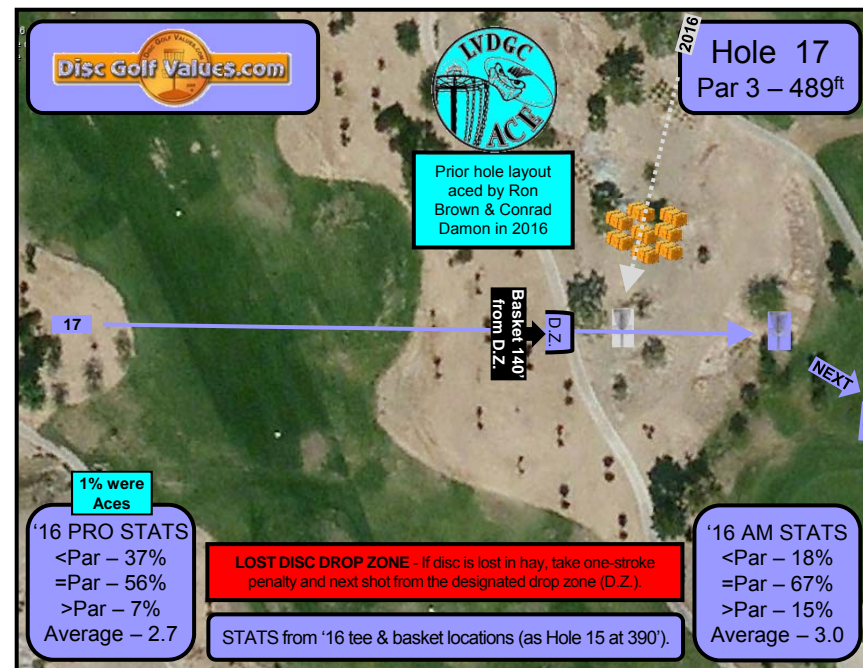 Disc Golf Values.com
LVDGC
ACE
2016
Hole 17
Par 3 – 489ft
Prior hole layout
aced by Ron
Brown & Conrad
Damon in 2016
17
Basket 140'
from D.Z.
D.Z.
NEXT
1% were
Aces
‘16 PRO STATS
<Par – 37%
=Par – 56%
>Par – 7%
Average – 2.7
LOST DISC DROP ZONE - If disc is lost in hay, take one-stroke
penalty and next shot from the designated drop zone (D.Z.).
STATS from ‘16 tee & basket locations (as Hole 15 at 390’).
‘16 AM STATS
<Par – 18%
=Par – 67%
>Par – 15%
Average – 3.0